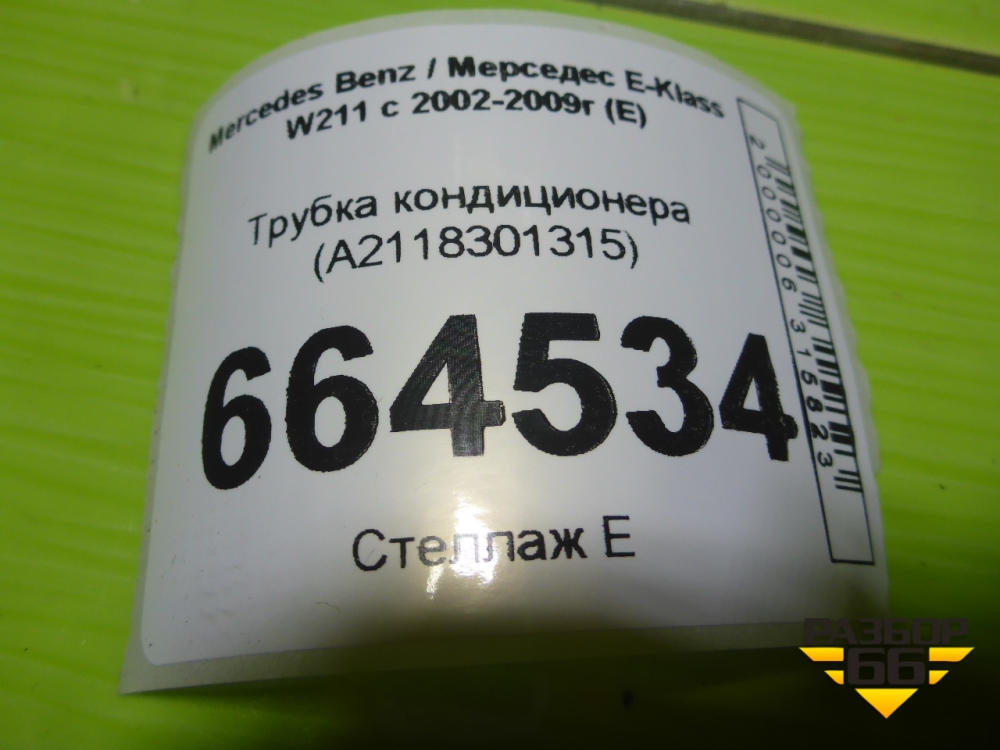 Mercedes Benz / Мерседес E-Klass
W211 с 2002-2009г (E)
Трубка кондиционера
(A2118301315)
664534
Стеллаж Е
2000006315823
РАЗБОР
66